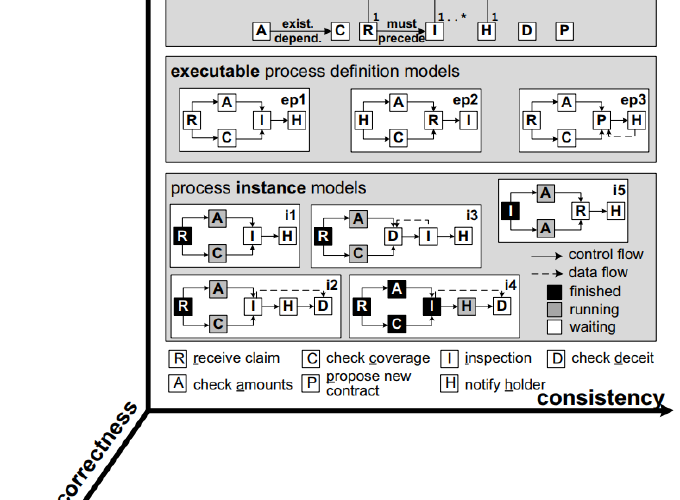 1 1..* 1
exist. must
A C R I H D P
depend. precede
executable process definition models
ep1 ep2 ep3
A A A
R I H H R I R P H
C C C
process instance models
i1 i3 i5
A A A
R I H R D I H I R H
C C A
i2 i4
A A
R I H D R I H D
C C
control flow
data flow
finished
running
waiting
R receive claim C check coverage I inspection D check deceit
A check amounts P propose new contract H notify holder
consistency
correctness